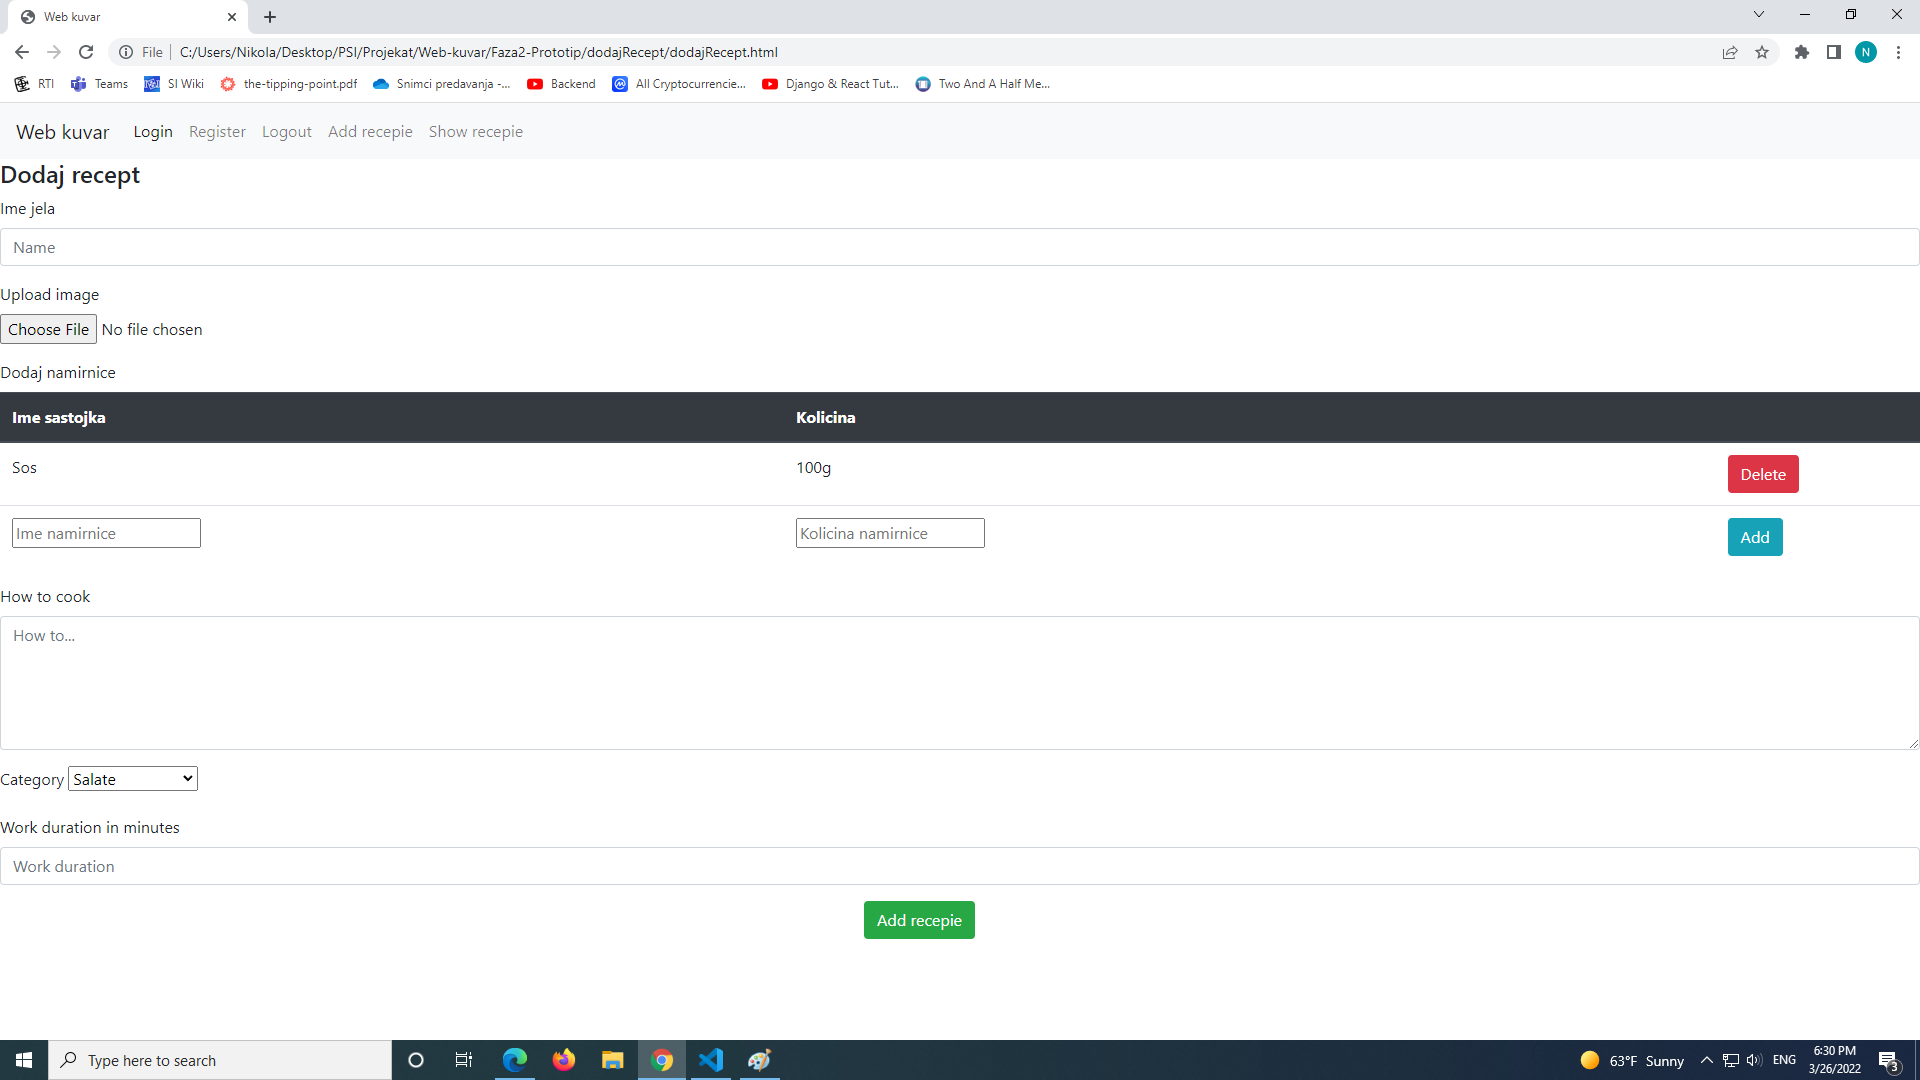 Web kuvar
File
C:/Users/Nikola/Desktop/PSI/Projekat/Web-kuvar/Faza2-Prototip/dodajRecept/dodajRecept.html
N
RTI Teams SI Wiki the-tipping-point.pdf Snimci predavanja -... Backend All Cryptocurrencie... Django & React Tut... Two And A Half Me...
Web kuvar Login Register Logout Add recepie Show recepie
Dodaj recept
Ime jela
Name
Upload image
Choose File No file chosen
Dodaj namirnice
Ime sastojka Kolicina
Sos 100g Delete
Ime namirnice Kolicina namirnice Add
How to cook
How to...
Category Salate
Work duration in minutes
Work duration
Add recepie
Type here to search
63°F Sunny
ENG
6:30 PM
3/26/2022
3